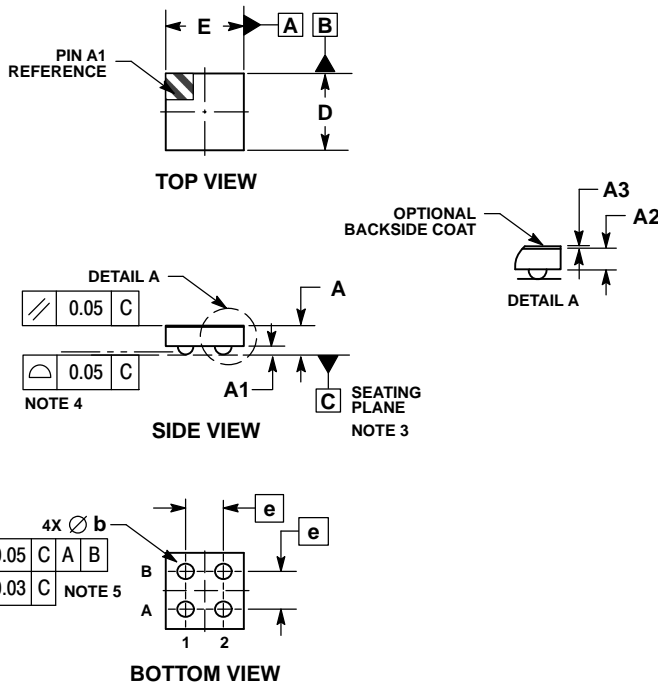 E A B
PIN A1
REFERENCE
D
TOP VIEW
A3
OPTIONAL
BACKSIDE COAT
A2
DETAIL A
DETAIL A
A
// 0.05 C
⌓ 0.05 C
NOTE 4
A1
C
SEATING
PLANE
NOTE 3
SIDE VIEW
e
4X ∅ b
e
0.05 C A B
0.03 C NOTE 5
B
A
1 2
BOTTOM VIEW